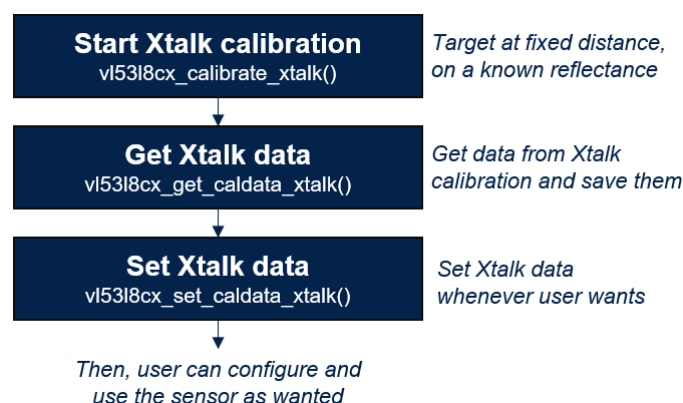 Start Xtalk calibration
vl53l8cx_calibrate_xtalk()
Target at fixed distance,
on a known reflectance
Get Xtalk data
vl53l8cx_get_caldata_xtalk()
Get data from Xtalk
calibration and save them
Set Xtalk data
vl53l8cx_set_caldata_xtalk()
Set Xtalk data
whenever user wants
Then, user can configure and
use the sensor as wanted